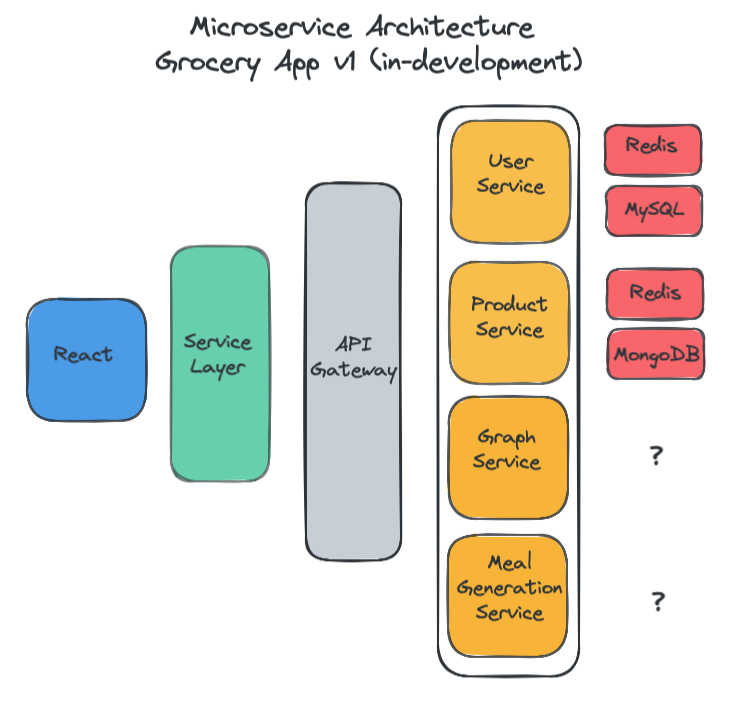 Microservice Architecture
Grocery App v1 (in-development)
React
Service
Layer
API
Gateway
User
Service
Redis
MySQL
Product
Service
Redis
MongoDB
Graph
Service
?
Meal
Generation
Service
?